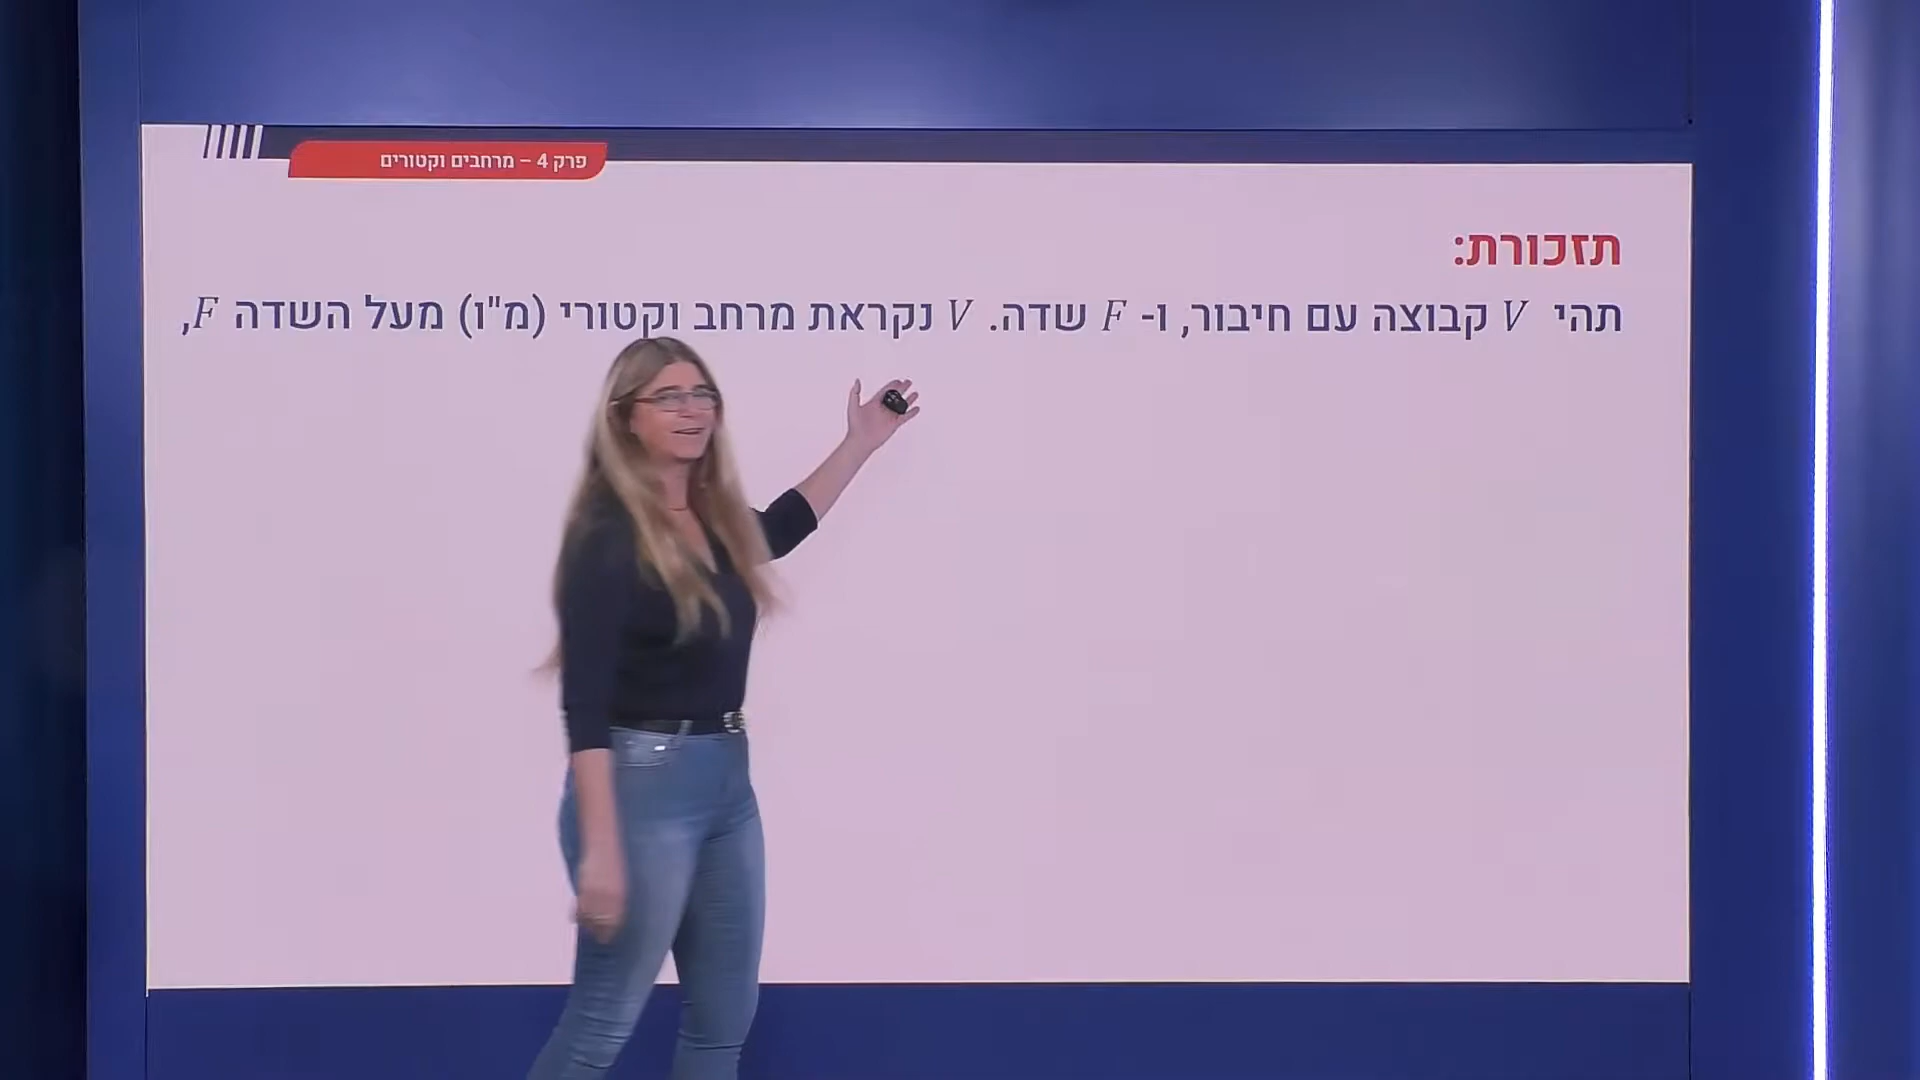 פרק 4 – מרחבים וקטורים
תזכורת:
תהי V קבוצה עם חיבור, ו- F שדה. V נקראת מרחב וקטורי (מ"ו) מעל השדה F,